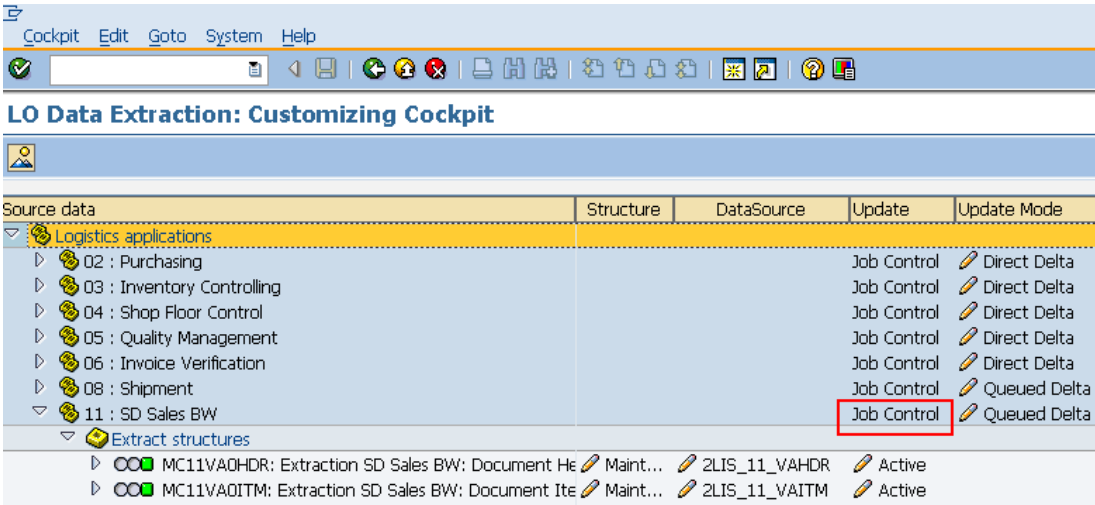 Cockpit Edit Goto System Help
LO Data Extraction: Customizing Cockpit
Source data Structure DataSource Update Update Mode
Logistics applications
02 : Purchasing Job Control Direct Delta
03 : Inventory Controlling Job Control Direct Delta
04 : Shop Floor Control Job Control Direct Delta
05 : Quality Management Job Control Direct Delta
06 : Invoice Verification Job Control Direct Delta
08 : Shipment Job Control Queued Delta
11 : SD Sales BW Job Control Queued Delta
Extract structures
MC11VA0HDR: Extraction SD Sales BW: Document He Maint... 2LIS_11_VAHDR Active
MC11VA0ITM: Extraction SD Sales BW: Document Ite Maint... 2LIS_11_VAITM Active